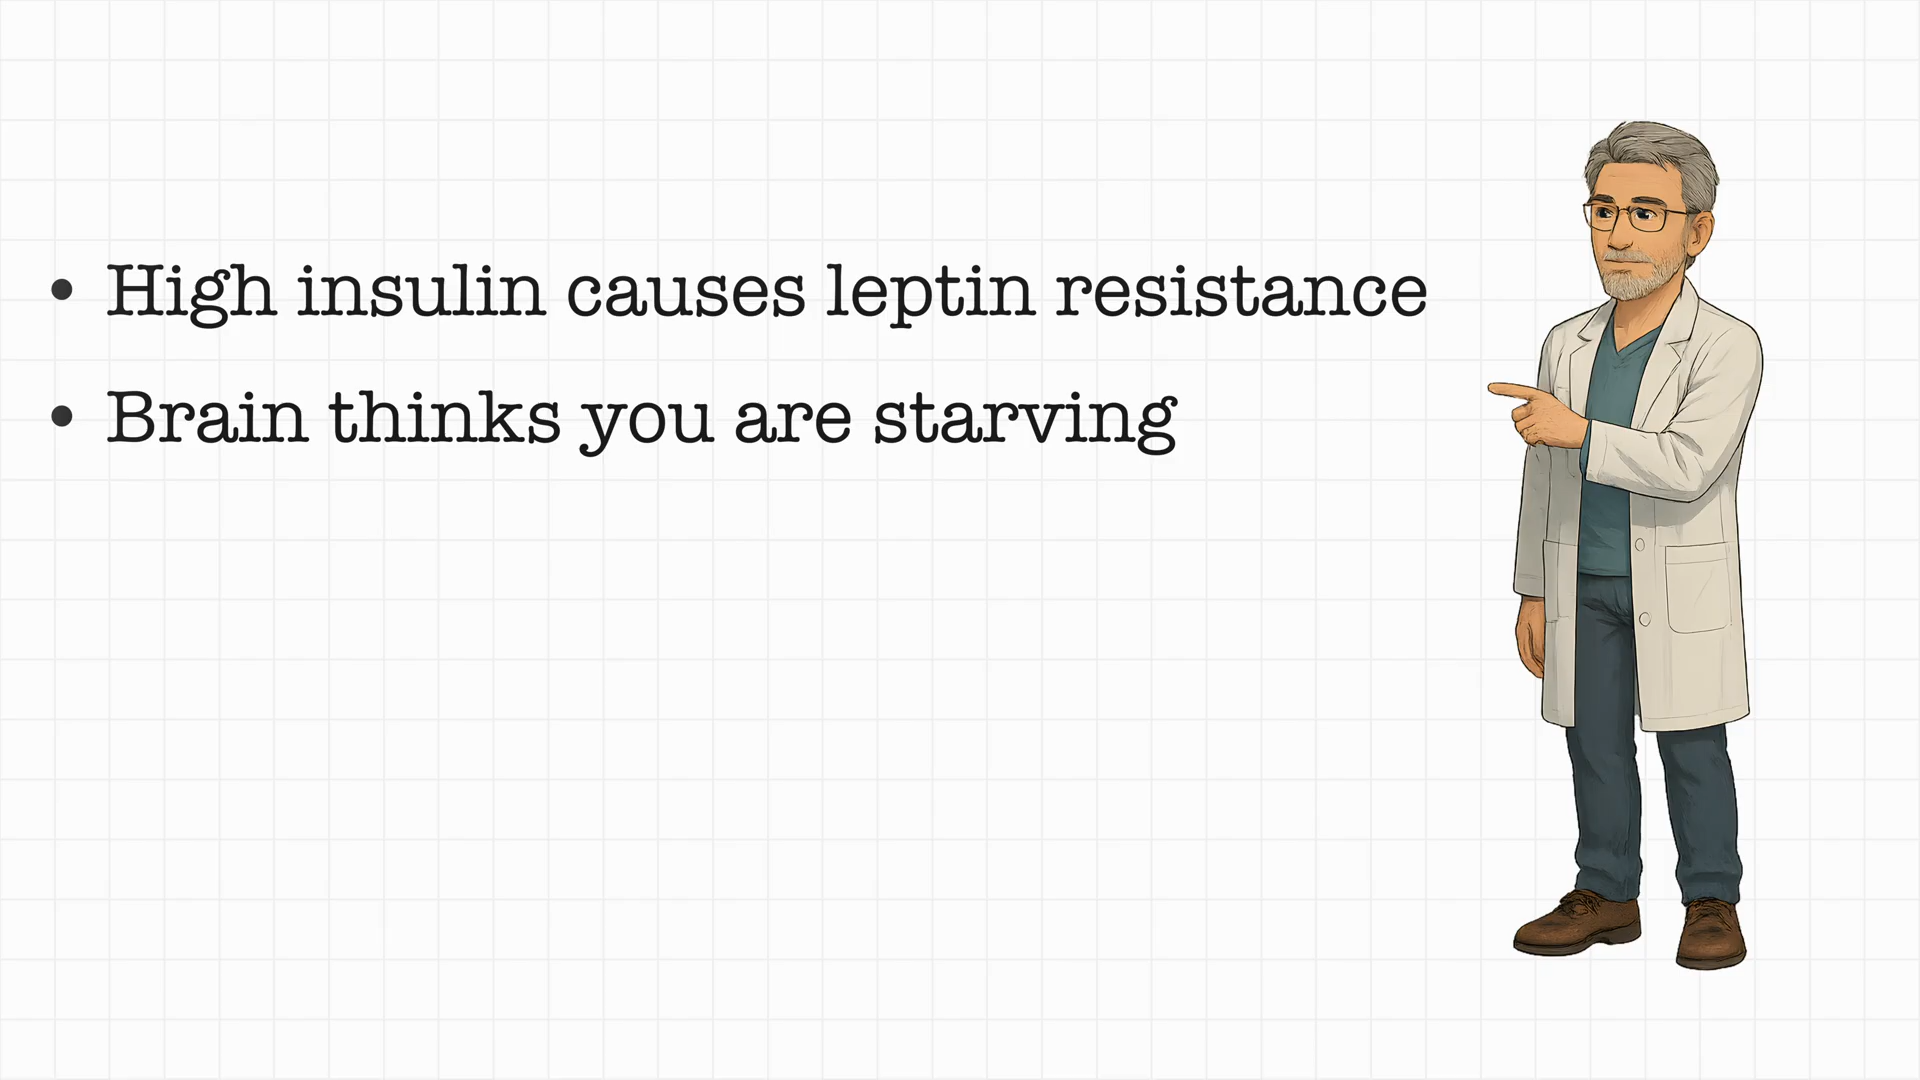 • High insulin causes leptin resistance
• Brain thinks you are starving